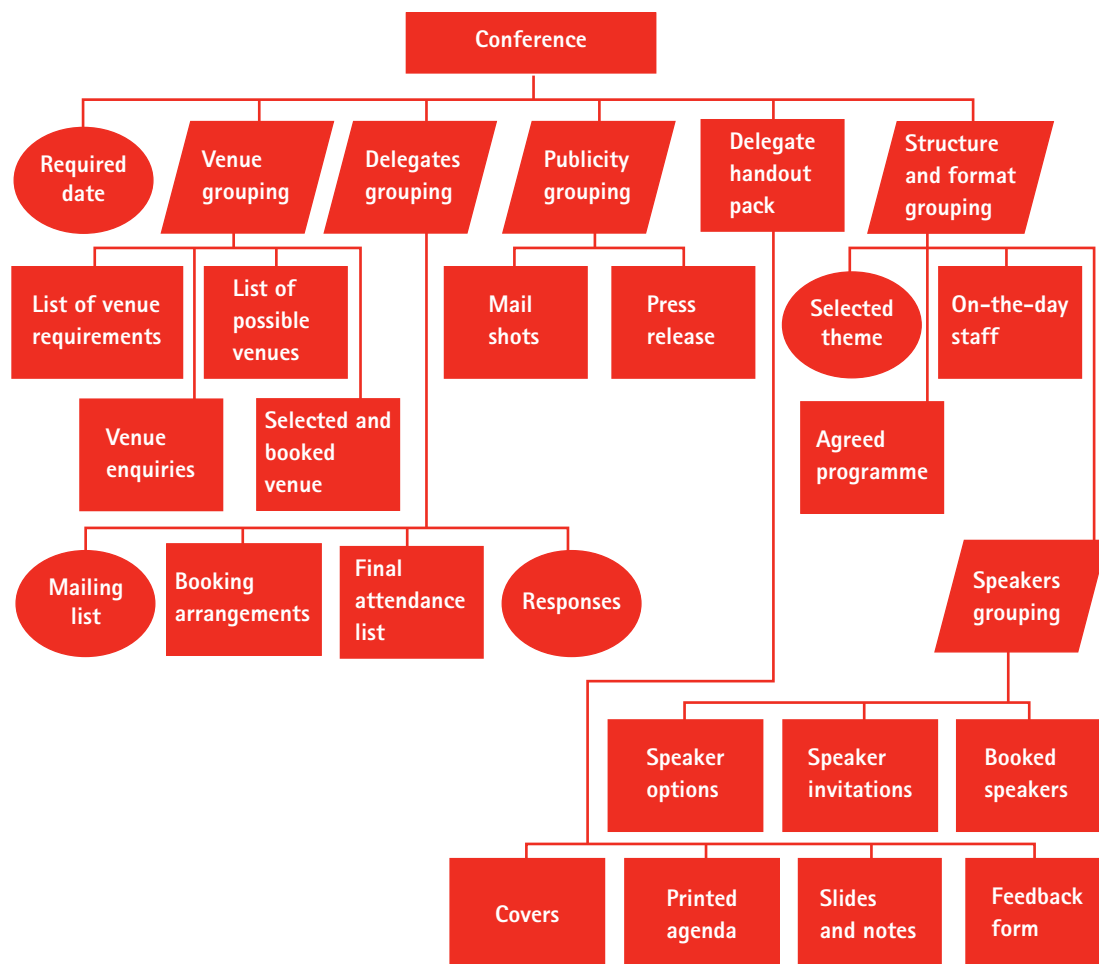 Conference
Required
date
Venue
grouping
Delegates
grouping
Publicity
grouping
Delegate
handout
pack
Structure
and format
grouping
List of venue
requirements
List of
possible
venues
Mail
shots
Press
release
Selected
theme
On-the-day
staff
Venue
enquiries
Selected and
booked
venue
Agreed
programme
Mailing
list
Booking
arrangements
Final
attendance
list
Responses
Speakers
grouping
Speaker
options
Speaker
invitations
Booked
speakers
Covers
Printed
agenda
Slides
and notes
Feedback
form